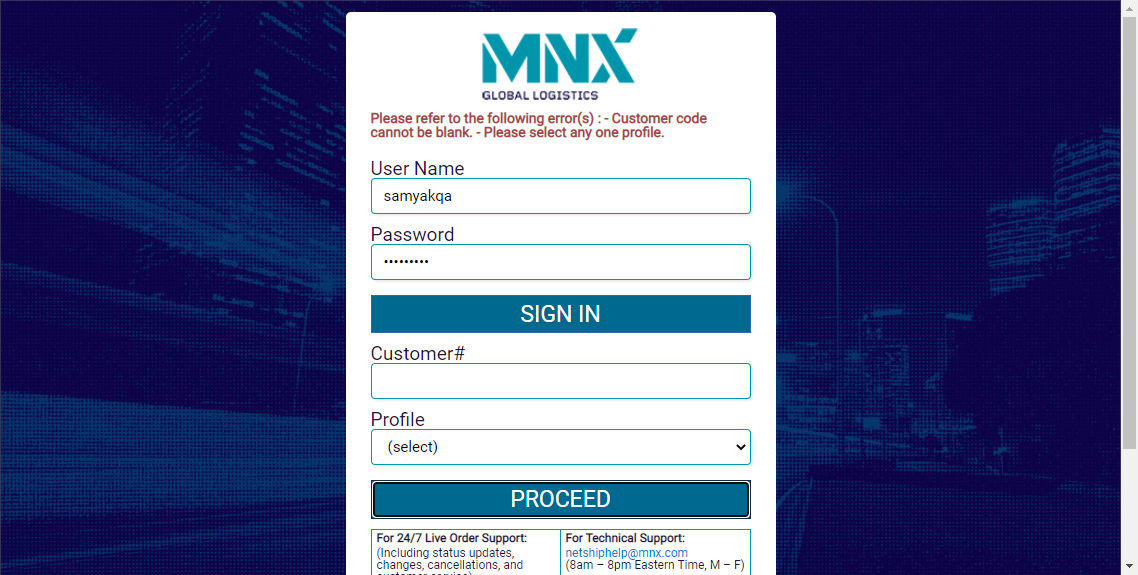 MNX
GLOBAL LOGISTICS
Please refer to the following error(s) : - Customer code
cannot be blank. - Please select any one profile.
User Name
samyakqa
Password
•••••••••
SIGN IN
Customer#
Profile
(select)
PROCEED
For 24/7 Live Order Support:
(Including status updates,
changes, cancellations, and
customer service)
For Technical Support:
netshiphelp@mnx.com
(8am – 8pm Eastern Time, M – F)